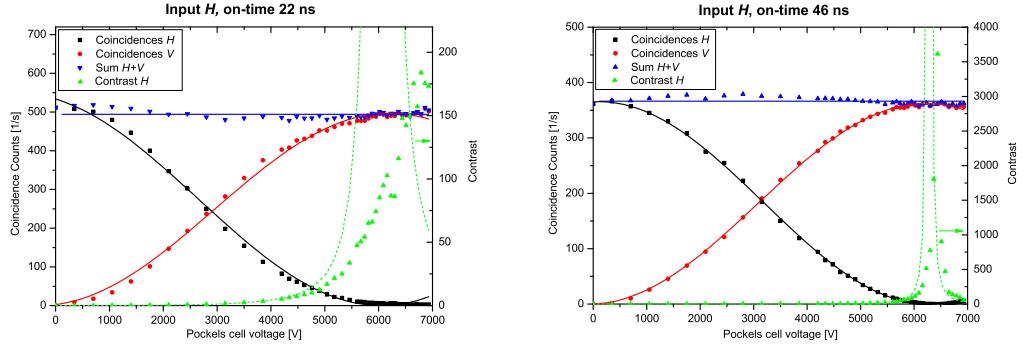 Input H, on-time 22 ns
Coincidences H
Coincidences V
Sum H+V
Contrast H
Coincidence Counts [1/s]
700
600
500
400
300
200
100
0
200
150
100
50
0
Contrast
0 1000 2000 3000 4000 5000 6000 7000
Pockels cell voltage [V]
Input H, on-time 46 ns
Coincidences H
Coincidences V
Sum H+V
Contrast H
Coincidence Counts [1/s]
500
400
300
200
100
0
4000
3500
3000
2500
2000
1500
1000
500
0
Contrast
0 1000 2000 3000 4000 5000 6000 7000
Pockels cell voltage [V]